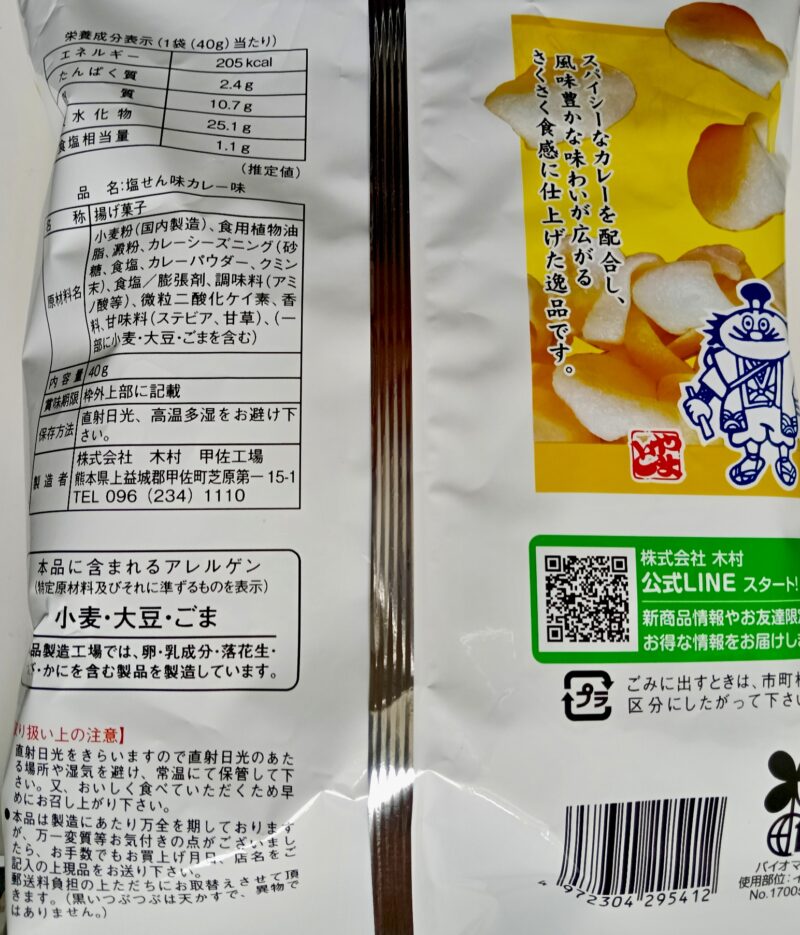 栄養成分表示(1袋(40g)当たり)
エネルギー 205kcal
たんぱく質 2.4g
質 10.7g
水化物 25.1g
食塩相当量 1.1g
(推定値)
品 名:塩せん味カレー味
名 称 揚げ菓子
原材料名 小麦粉(国内製造)、食用植物油
脂、澱粉、カレーシーズニング(砂
糖、食塩、カレーパウダー、クミン
末)、食塩/膨張剤、調味料(アミ
ノ酸等)、微粒二酸化ケイ素、香
料、甘味料(ステビア、甘草)、(一
部に小麦・大豆・ごまを含む)
内容量 40g
賞味期限 枠外上部に記載
保存方法 直射日光、高温多湿をお避け下
さい。
製造者 株式会社 木村 甲佐工場
熊本県上益城郡甲佐町芝原第一15-1
TEL 096(234)1110
本品に含まれるアレルゲン
(特定原材料及びそれに準ずるものを表示)
小麦・大豆・ごま
品製造工場では、卵・乳成分・落花生・
・かにを含む製品を製造しています。
り扱い上の注意】
直射日光をきらいますので直射日光のあた
る場所や湿気を避け、常温にて保管して下
さい。又、おいしく食べていただくため早
めにお召し上がり下さい。
●本品は製造にあたり万全を期しております
が、万一変質等お気付きの点がございまし
たら、お手数でもお買上げ月日、店名をご
記入の上現品をお送り下さい。
郵送料負担の上ただちにお取替えさせて頂
きます。(黒いつぶつぶは天かすで、異物で
はありません。)
スパイシーなカレーを配合し、
風味豊かな味わいが広がる
さくさく食感に仕上げた逸品です。
株式会社 木村
公式LINE スタート!
新商品情報やお友達限
お得な情報をお届けし
プラ
ごみに出すときは、市町
区分にしたがって下さ
4 972304 295412
バイオマ
使用部位:イ
No.1700